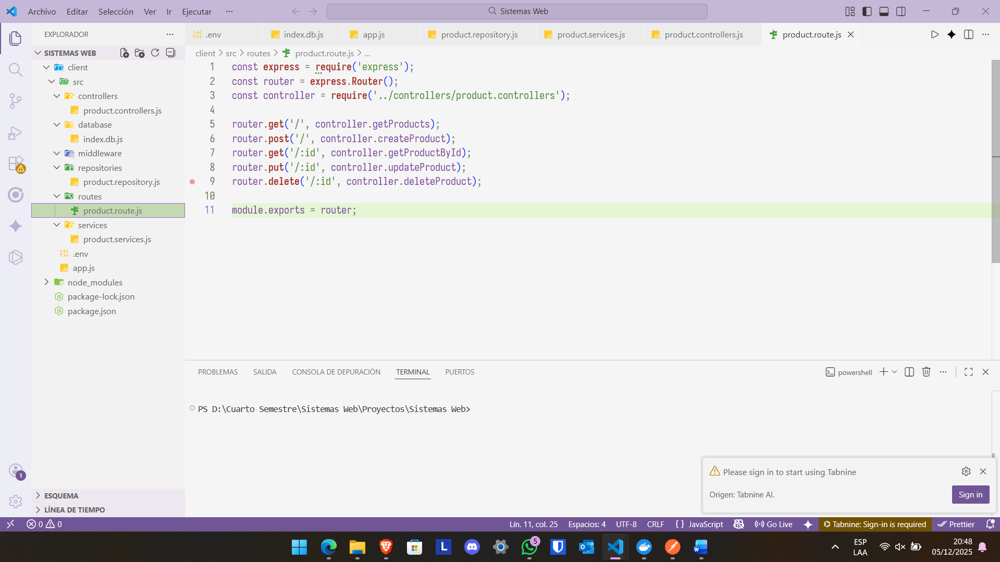 Archivo Editar Selección Ver Ir Ejecutar ··· Sistemas Web
EXPLORADOR ···
SISTEMAS WEB
client
src
controllers
product.controllers.js
database
index.db.js
middleware
repositories
product.repository.js
routes
product.route.js
services
product.services.js
.env
app.js
node_modules
package-lock.json
package.json
ESQUEMA
LÍNEA DE TIEMPO
1
.env index.db.js app.js product.repository.js product.services.js product.controllers.js product.route.js
client > src > routes > product.route.js > ...
1 const express = require('express');
2 const router = express.Router();
3 const controller = require('../controllers/product.controllers');
4
5 router.get('/', controller.getProducts);
6 router.post('/', controller.createProduct);
7 router.get('/:id', controller.getProductById);
8 router.put('/:id', controller.updateProduct);
9 router.delete('/:id', controller.deleteProduct);
10
11 module.exports = router;
PROBLEMAS SALIDA CONSOLA DE DEPURACIÓN TERMINAL PUERTOS powershell
PS D:\Cuarto Semestre\Sistemas Web\Proyectos\Sistemas Web>
Please sign in to start using Tabnine
Origen: Tabnine AI. Sign in
0 0 Lín. 11, col. 25 Espacios: 4 UTF-8 CRLF {} JavaScript Go Live Tabnine: Sign-in is required Prettier
5
ESP
LAA
20:48
05/12/2025